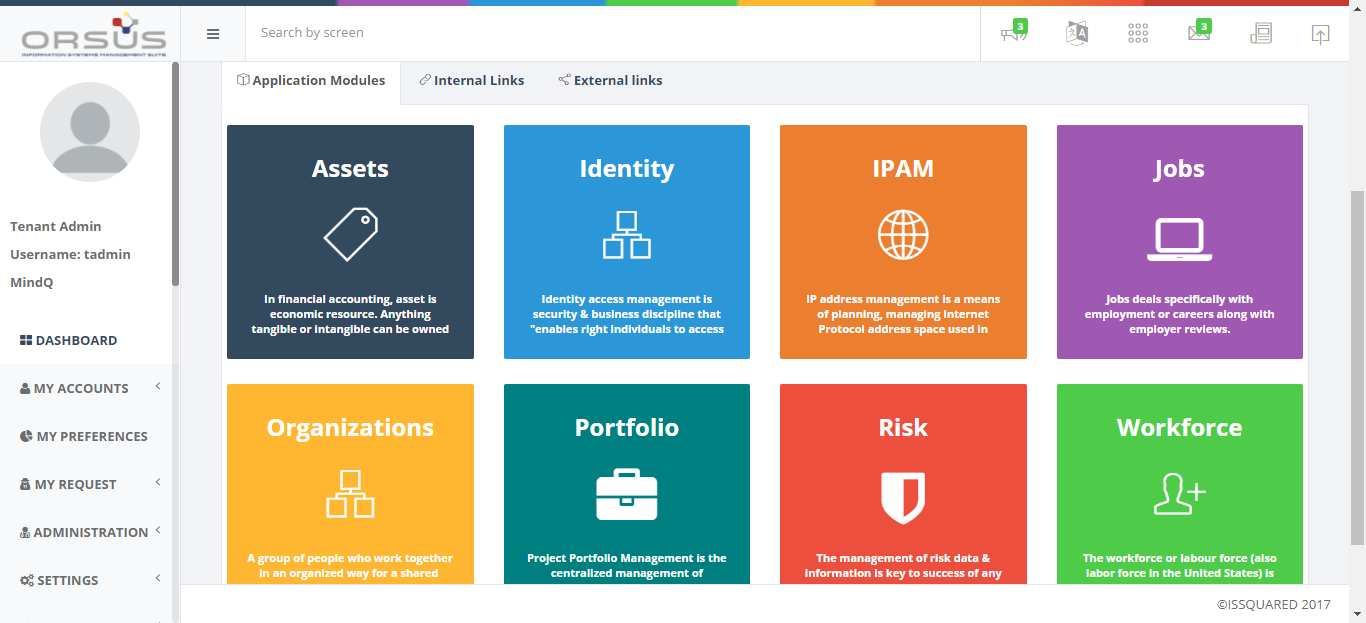 ORSUS
INFORMATION SYSTEMS MANAGEMENT SUITE
Search by screen
3
A
3
Tenant Admin
Username: tadmin
MindQ
DASHBOARD
MY ACCOUNTS
MY PREFERENCES
MY REQUEST
ADMINISTRATION
SETTINGS
Application Modules
Internal Links
External links
Assets
In financial accounting, asset is
economic resource. Anything
tangible or intangible can be owned
Identity
Identity access management is
security & business discipline that
"enables right individuals to access
IPAM
IP address management is a means
of planning, managing Internet
Protocol address space used in
Jobs
Jobs deals specifically with
employment or careers along with
employer reviews.
Organizations
A group of people who work together
in an organized way for a shared
Portfolio
Project Portfolio Management is the
centralized management of
Risk
The management of risk data &
information is key to success of any
Workforce
The workforce or labour force (also
labor force in the United States) is
©ISSQUARED 2017